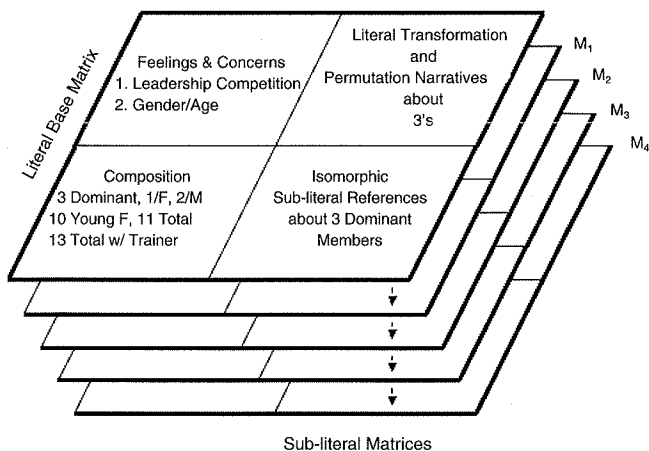 Literal Base Matrix
Feelings & Concerns
1. Leadership Competition
2. Gender/Age
Literal Transformation
and
Permutation Narratives
about
3's
Composition
3 Dominant, 1/F, 2/M
10 Young F, 11 Total
13 Total w/ Trainer
Isomorphic
Sub-literal References
about 3 Dominant
Members
M1
M2
M3
M4
Sub-literal Matrices